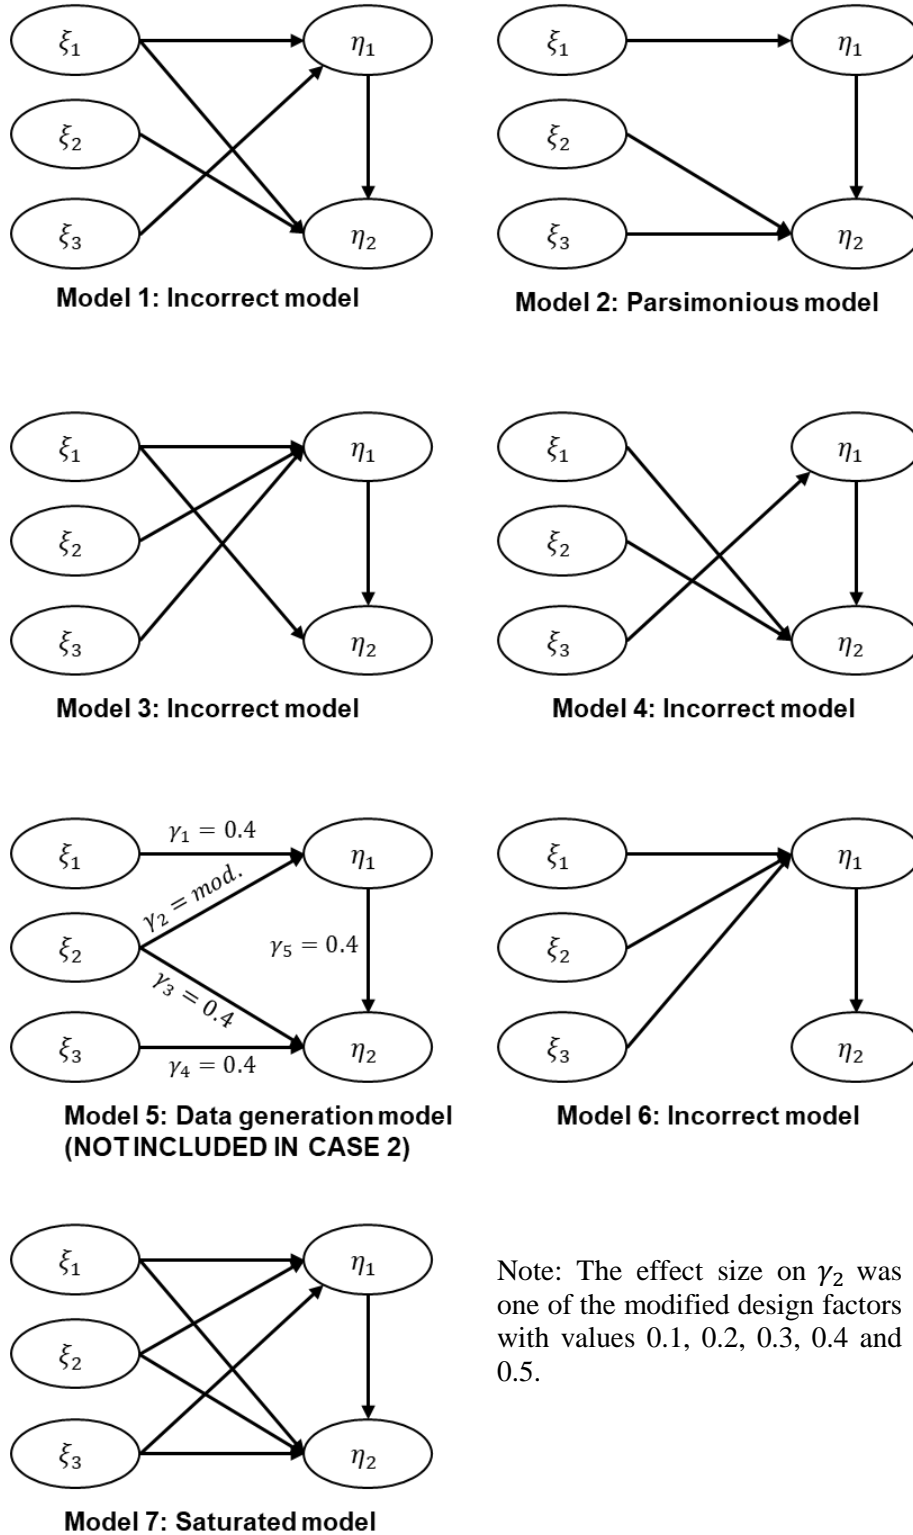 ξ₁ η₁
ξ₂
ξ₃ η₂
Model 1: Incorrect model
ξ₁ η₁
ξ₂
ξ₃ η₂
Model 2: Parsimonious model
ξ₁ η₁
ξ₂
ξ₃ η₂
Model 3: Incorrect model
ξ₁ η₁
ξ₂
ξ₃ η₂
Model 4: Incorrect model
γ₁ = 0.4
ξ₁ η₁
γ₂ = mod.
ξ₂ γ₅ = 0.4
γ₃ = 0.4
ξ₃ η₂
γ₄ = 0.4
Model 5: Data generation model
(NOT INCLUDED IN CASE 2)
ξ₁ η₁
ξ₂
ξ₃ η₂
Model 6: Incorrect model
ξ₁ η₁
ξ₂
ξ₃ η₂
Model 7: Saturated model
Note: The effect size on γ₂ was
one of the modified design factors
with values 0.1, 0.2, 0.3, 0.4 and
0.5.